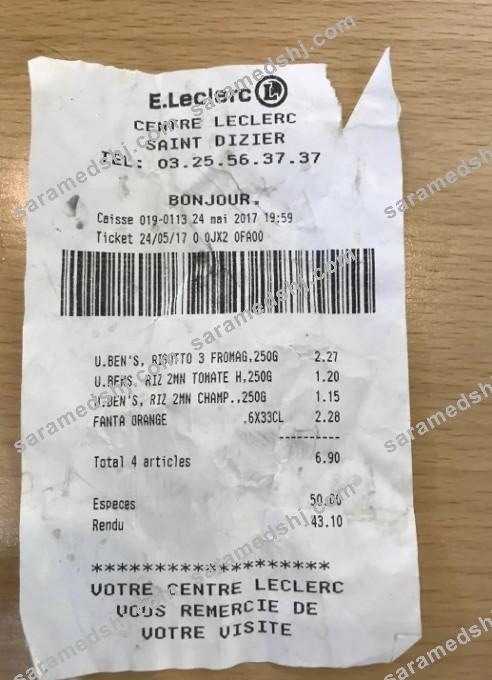 E.Leclerc L
CENTRE LECLERC
SAINT DIZIER
TEL: 03.25.56.37.37
BONJOUR.
Caisse 019-0113 24 mai 2017 19:59
Ticket 24/05/17 0 0JX2 0FA00
U.BEN'S, RISOTTO 3 FROMAG,250G 2.27
U.BEN'S, RIZ 2MN TOMATE H,250G 1.20
U.BEN'S, RIZ 2MN CHAMP.,250G 1.15
FANTA ORANGE .6X33CL 2.28
----------
Total 4 articles 6.90
Especes 50.00
Rendu 43.10
*******************
VOTRE CENTRE LECLERC
VOUS REMERCIE DE
VOTRE VISITE
saramedshj.com